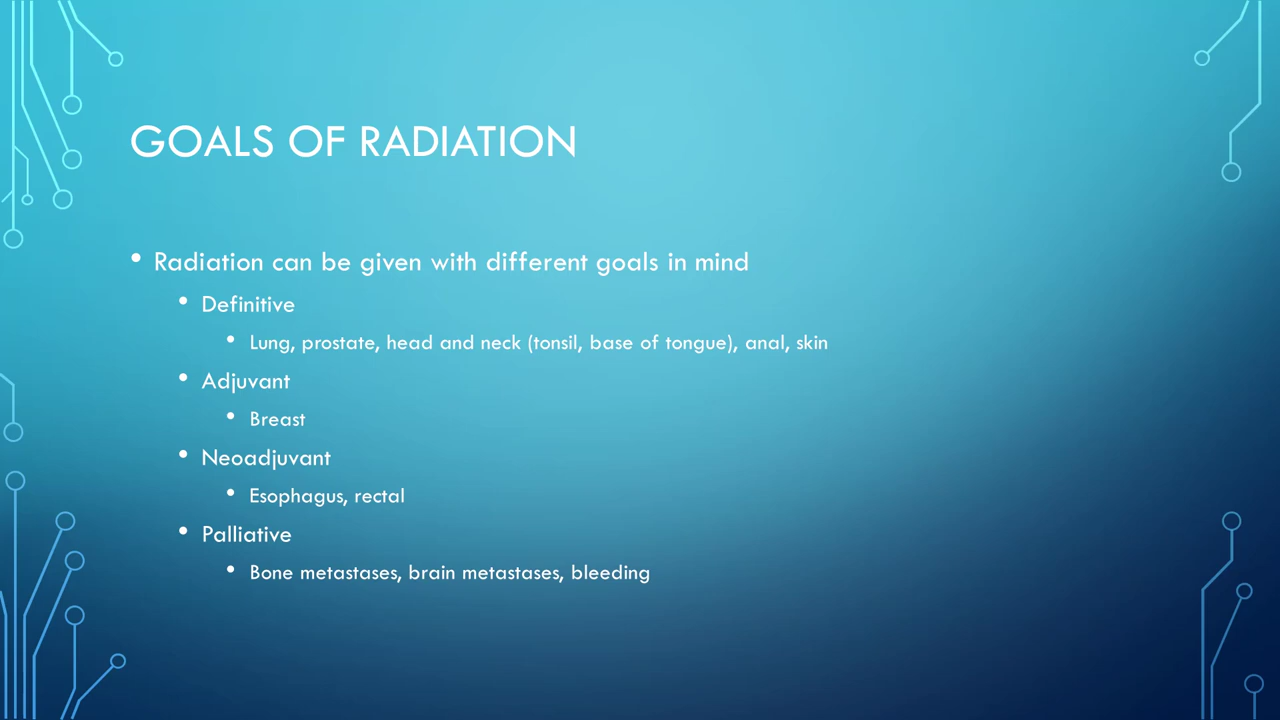 GOALS OF RADIATION
• Radiation can be given with different goals in mind
• Definitive
• Lung, prostate, head and neck (tonsil, base of tongue), anal, skin
• Adjuvant
• Breast
• Neoadjuvant
• Esophagus, rectal
• Palliative
• Bone metastases, brain metastases, bleeding